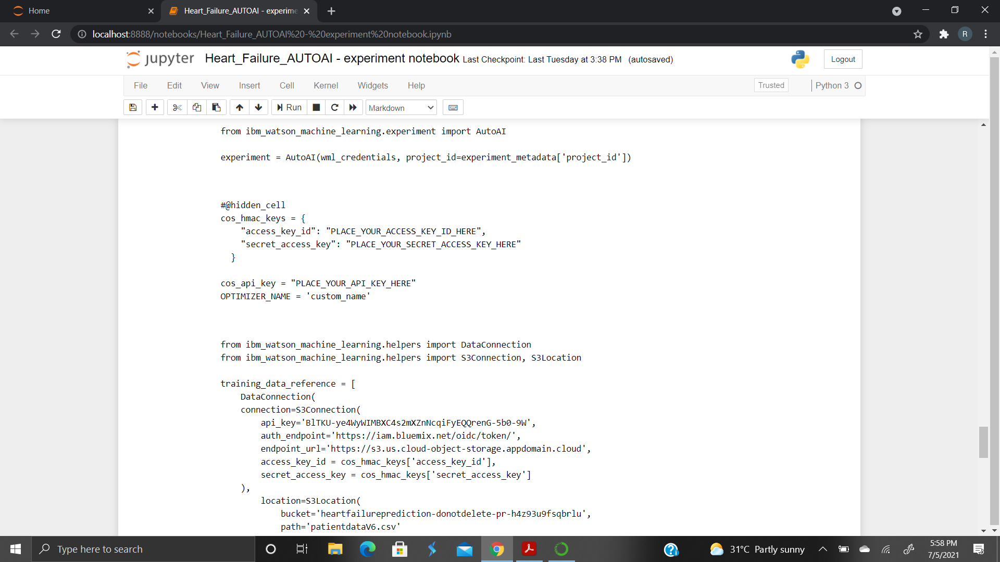 Home
Heart_Failure_AUTOAI - experime
localhost:8888/notebooks/Heart_Failure_AUTOAI%20-%20experiment%20notebook.ipynb
R
jupyter Heart_Failure_AUTOAI - experiment notebook Last Checkpoint: Last Tuesday at 3:38 PM (autosaved)
Logout
File Edit View Insert Cell Kernel Widgets Help
Trusted
Python 3
Run
Markdown
from ibm_watson_machine_learning.experiment import AutoAI
experiment = AutoAI(wml_credentials, project_id=experiment_metadata['project_id'])
#@hidden_cell
cos_hmac_keys = {
"access_key_id": "PLACE_YOUR_ACCESS_KEY_ID_HERE",
"secret_access_key": "PLACE_YOUR_SECRET_ACCESS_KEY_HERE"
}
cos_api_key = "PLACE_YOUR_API_KEY_HERE"
OPTIMIZER_NAME = 'custom_name'
from ibm_watson_machine_learning.helpers import DataConnection
from ibm_watson_machine_learning.helpers import S3Connection, S3Location
training_data_reference = [
DataConnection(
connection=S3Connection(
api_key='BlTKU-ye4WyWIMBXC4s2mXZnNcqiFyEQQrenG-5b0-9W',
auth_endpoint='https://iam.bluemix.net/oidc/token/',
endpoint_url='https://s3.us.cloud-object-storage.appdomain.cloud',
access_key_id = cos_hmac_keys['access_key_id'],
secret_access_key = cos_hmac_keys['secret_access_key']
),
location=S3Location(
bucket='heartfailureprediction-donotdelete-pr-h4z93u9fsqbrlu',
path='patientdataV6.csv'
Type here to search
31°C Partly sunny
5:58 PM
7/5/2021